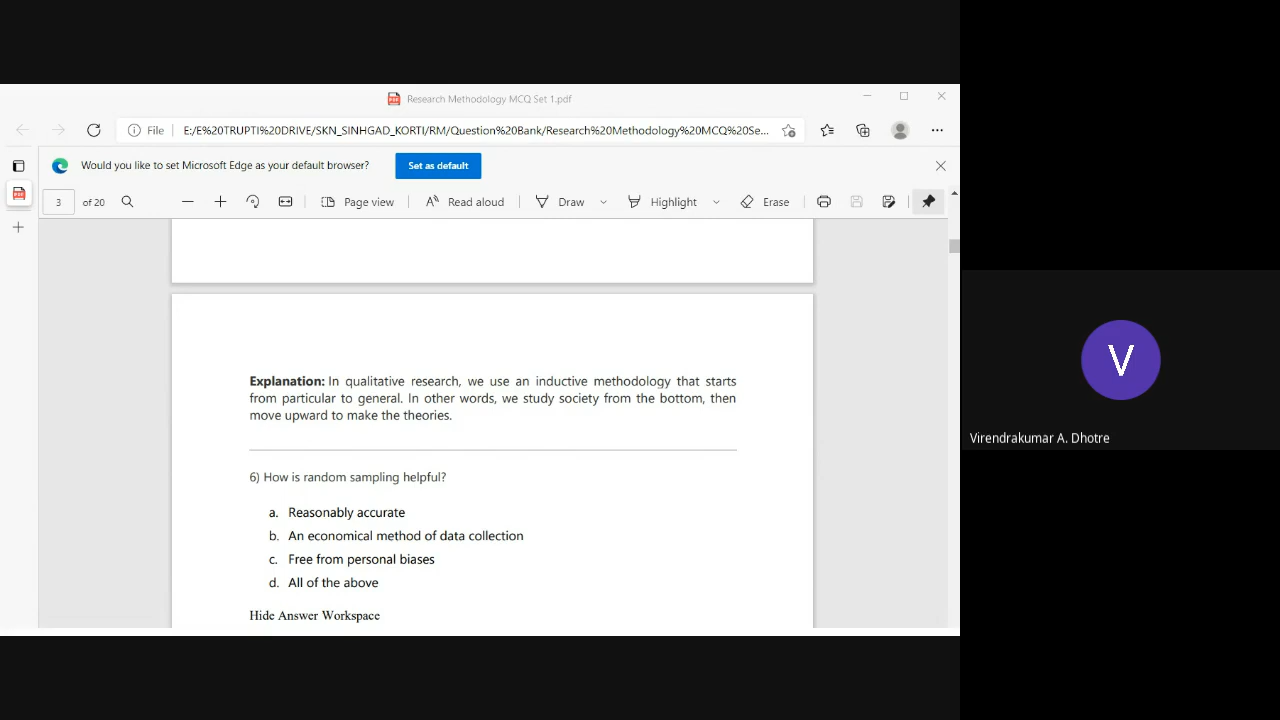 Research Methodology MCQ Set 1.pdf
File E:/E%20TRUPTI%20DRIVE/SKN_SINHGAD_KORTI/RM/Question%20Bank/Research%20Methodology%20MCQ%20Se...
Would you like to set Microsoft Edge as your default browser? Set as default
3 of 20 Page view Read aloud Draw Highlight Erase
Explanation: In qualitative research, we use an inductive methodology that starts
from particular to general. In other words, we study society from the bottom, then
move upward to make the theories.
6) How is random sampling helpful?
a. Reasonably accurate
b. An economical method of data collection
c. Free from personal biases
d. All of the above
Hide Answer Workspace
V
Virendrakumar A. Dhotre